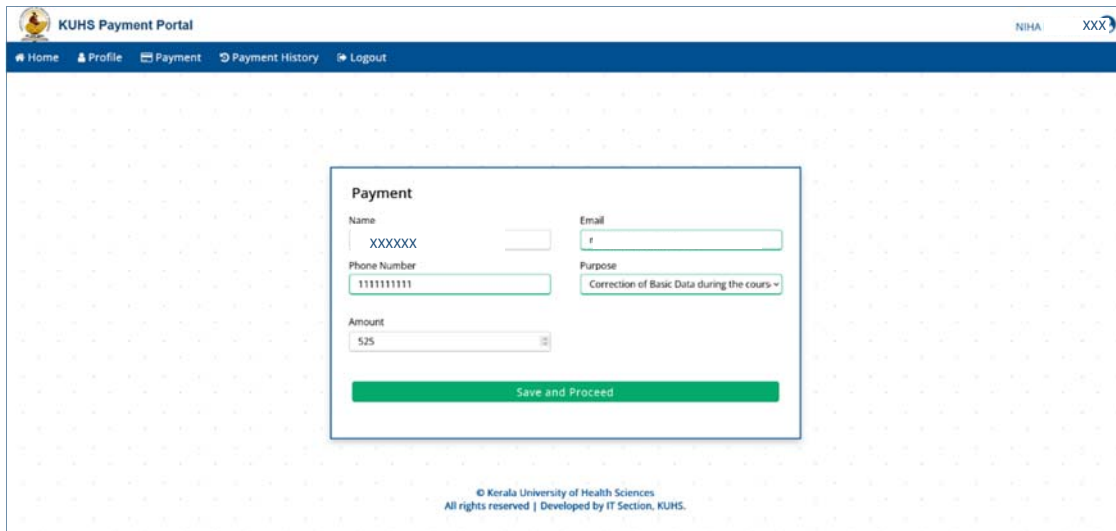 KUHS Payment Portal
NIHA XXX
Home Profile Payment Payment History Logout
Payment
Name Email
XXXXXX r
Phone Number Purpose
1111111111 Correction of Basic Data during the cours
Amount
525
Save and Proceed
© Kerala University of Health Sciences
All rights reserved | Developed by IT Section, KUHS.